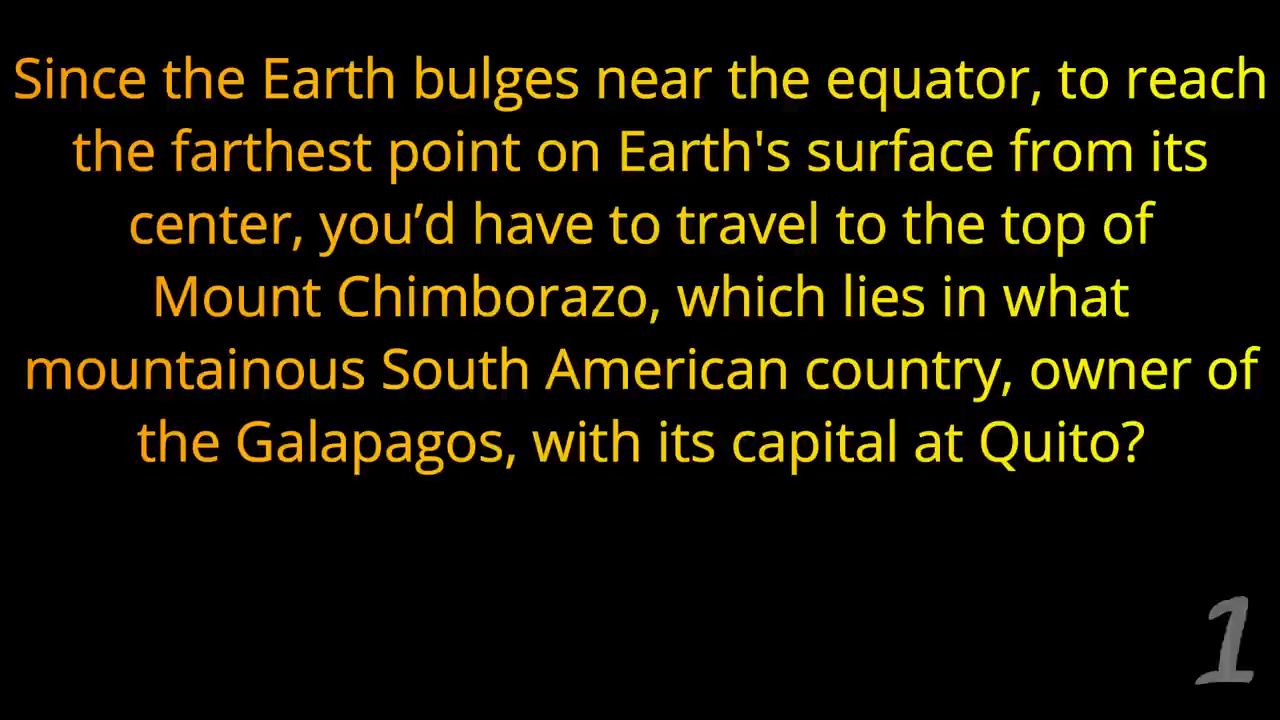 Since the Earth bulges near the equator, to reach
the farthest point on Earth's surface from its
center, you’d have to travel to the top of
Mount Chimborazo, which lies in what
mountainous South American country, owner of
the Galapagos, with its capital at Quito?
1